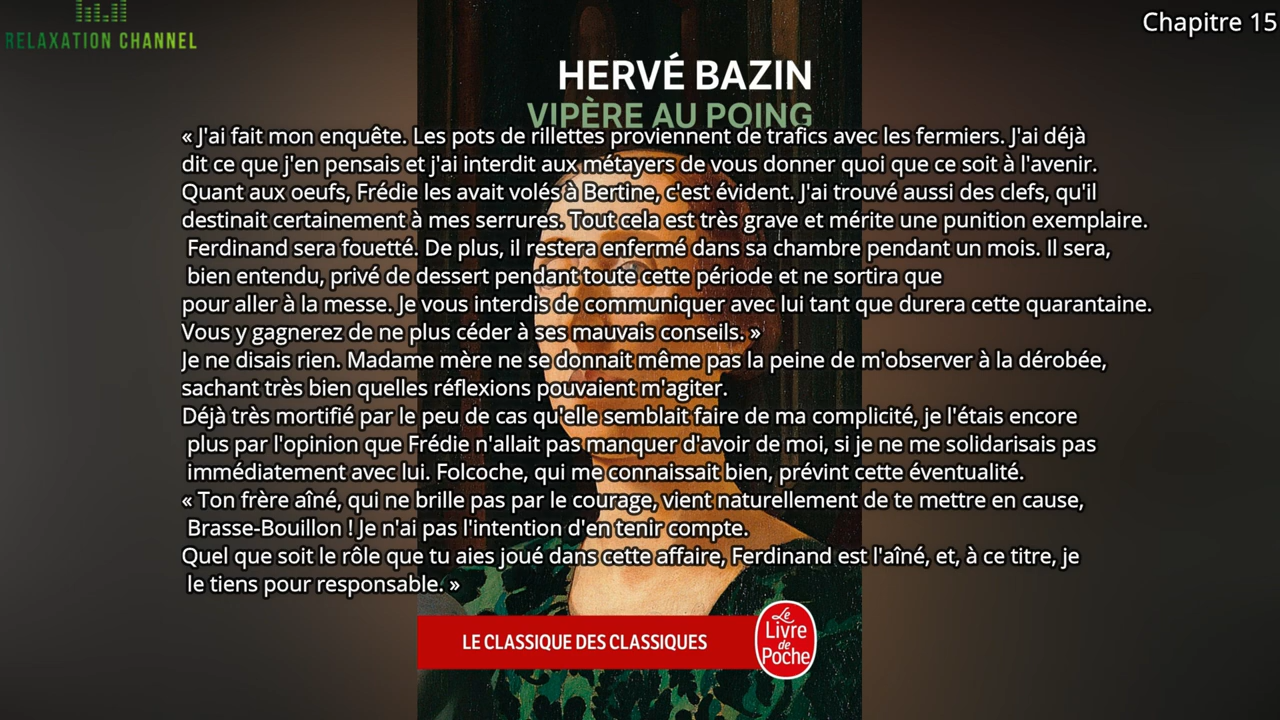 RELAXATION CHANNEL
Chapitre 15
HERVÉ BAZIN
VIPÈRE AU POING
« J'ai fait mon enquête. Les pots de rillettes proviennent de trafics avec les fermiers. J'ai déjà
dit ce que j'en pensais et j'ai interdit aux métayers de vous donner quoi que ce soit à l'avenir.
Quant aux oeufs, Frédie les avait volés à Bertine, c'est évident. J'ai trouvé aussi des clefs, qu'il
destinait certainement à mes serrures. Tout cela est très grave et mérite une punition exemplaire.
Ferdinand sera fouetté. De plus, il restera enfermé dans sa chambre pendant un mois. Il sera,
bien entendu, privé de dessert pendant toute cette période et ne sortira que
pour aller à la messe. Je vous interdis de communiquer avec lui tant que durera cette quarantaine.
Vous y gagnerez de ne plus céder à ses mauvais conseils. »
Je ne disais rien. Madame mère ne se donnait même pas la peine de m'observer à la dérobée,
sachant très bien quelles réflexions pouvaient m'agiter.
Déjà très mortifié par le peu de cas qu'elle semblait faire de ma complicité, je l'étais encore
plus par l'opinion que Frédie n'allait pas manquer d'avoir de moi, si je ne me solidarisais pas
immédiatement avec lui. Folcoche, qui me connaissait bien, prévint cette éventualité.
« Ton frère aîné, qui ne brille pas par le courage, vient naturellement de te mettre en cause,
Brasse-Bouillon ! Je n'ai pas l'intention d'en tenir compte.
Quel que soit le rôle que tu aies joué dans cette affaire, Ferdinand est l'aîné, et, à ce titre, je
le tiens pour responsable. »
LE CLASSIQUE DES CLASSIQUES
Le
Livre
de
Poche